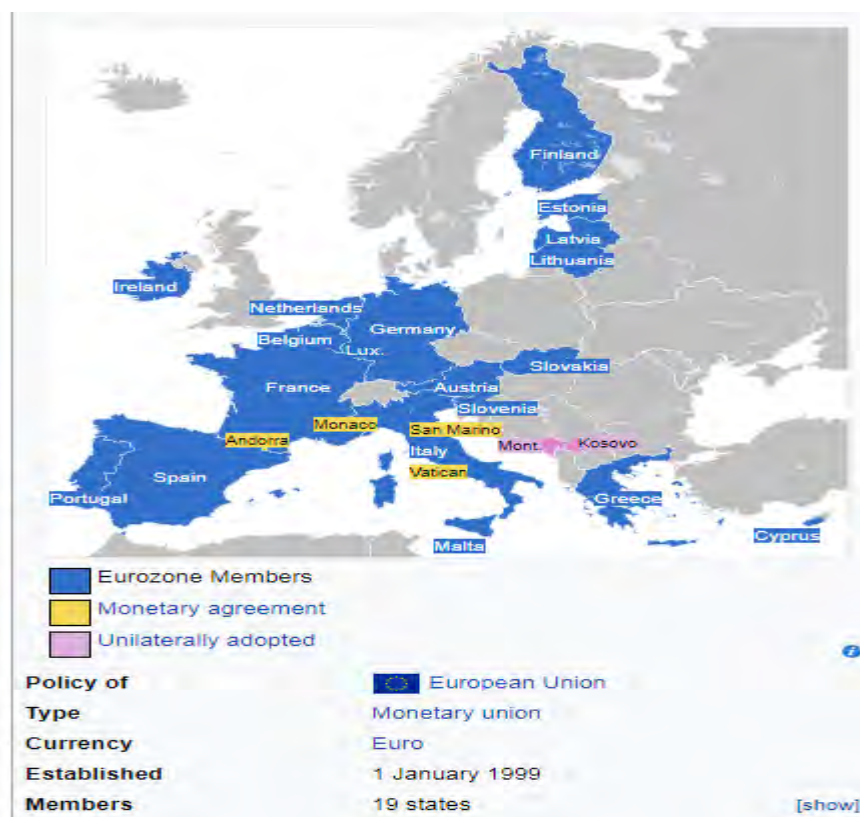 Finland
Estonia
Latvia
Lithuania
Ireland
Netherlands
Germany
Belgium
Lux.
Slovakia
France
Austria
Slovenia
Monaco
San Marino
Andorra
Mont.
Kosovo
Italy
Vatican
Spain
Portugal
Greece
Cyprus
Malta
Eurozone Members
Monetary agreement
Unilaterally adopted
i
Policy of European Union
Type Monetary union
Currency Euro
Established 1 January 1999
Members 19 states [show]